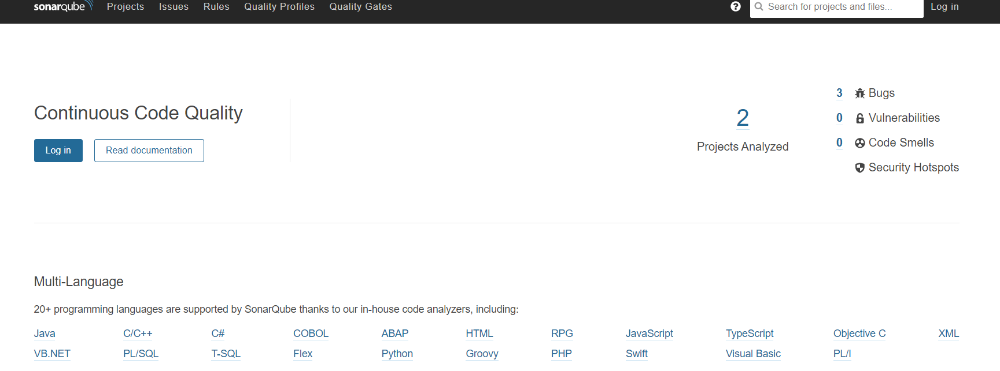 sonarqube Projects Issues Rules Quality Profiles Quality Gates ? Search for projects and files... Log in
Continuous Code Quality
Log in Read documentation
2
Projects Analyzed
3 Bugs
0 Vulnerabilities
0 Code Smells
Security Hotspots
Multi-Language
20+ programming languages are supported by SonarQube thanks to our in-house code analyzers, including:
Java C/C++ C# COBOL ABAP HTML RPG JavaScript TypeScript Objective C XML
VB.NET PL/SQL T-SQL Flex Python Groovy PHP Swift Visual Basic PL/I